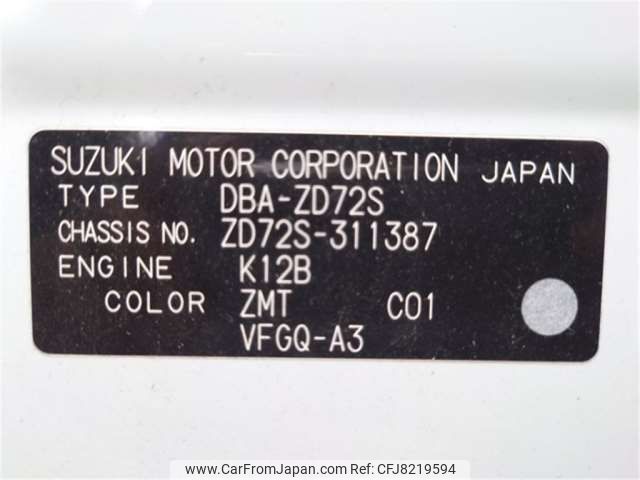 SUZUKI MOTOR CORPORATION JAPAN
TYPE DBA-ZD72S
CHASSIS NO. ZD72S-311387
ENGINE K12B
COLOR ZMT C01
VFGQ-A3
www.CarFromJapan.com | Ref.No CFJ8219594